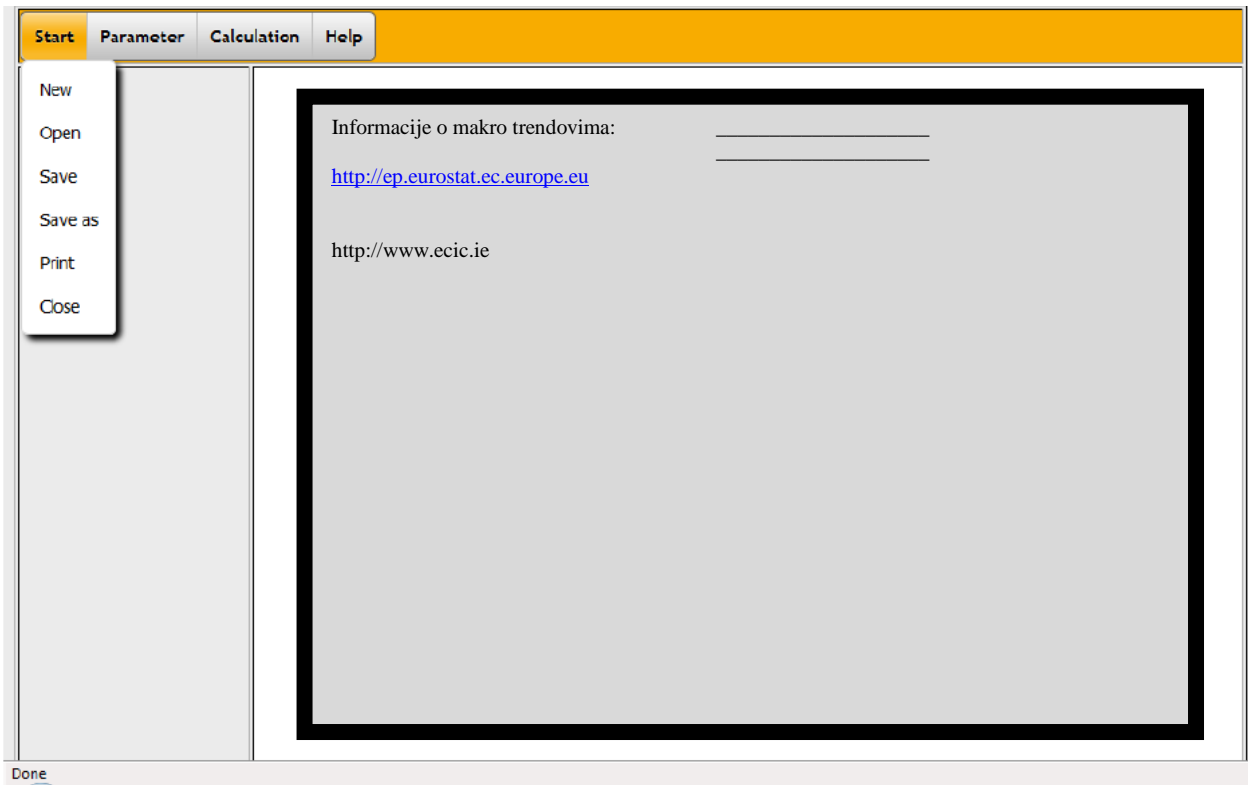 Start Parameter Calculation Help
New
Open
Save
Save as
Print
Close
Informacije o makro trendovima:
http://ep.eurostat.ec.europe.eu
http://www.ecic.ie
Done